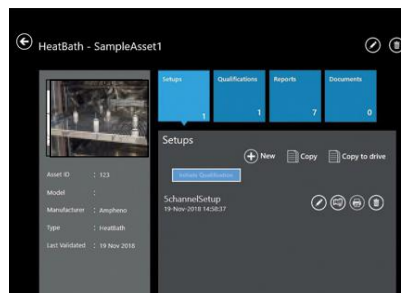 HeatBath - SampleAsset1
Setups
1
Qualifications
1
Reports
7
Documents
0
Setups
New
Copy
Copy to drive
Initiate Qualification
5channelSetup
19-Nov-2018 14:58:37
Asset ID : 123
Model :
Manufacturer : Ampheno
Type : HeatBath
Last Validated : 19 Nov 2018